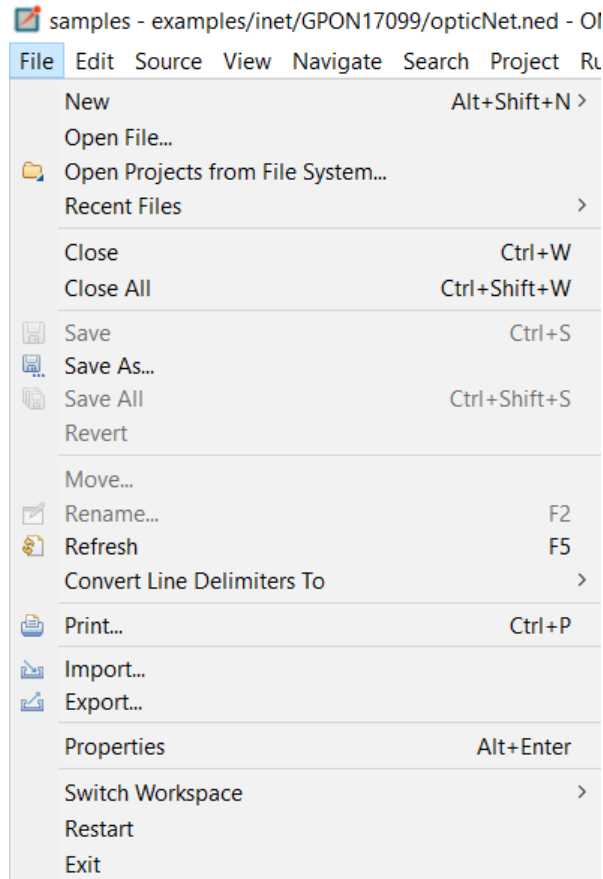 samples - examples/inet/GPON17099/opticNet.ned -
File Edit Source View Navigate Search Project
New Alt+Shift+N >
Open File...
Open Projects from File System...
Recent Files >
Close Ctrl+W
Close All Ctrl+Shift+W
Save Ctrl+S
Save As...
Save All Ctrl+Shift+S
Revert
Move...
Rename... F2
Refresh F5
Convert Line Delimiters To >
Print... Ctrl+P
Import...
Export...
Properties Alt+Enter
Switch Workspace >
Restart
Exit